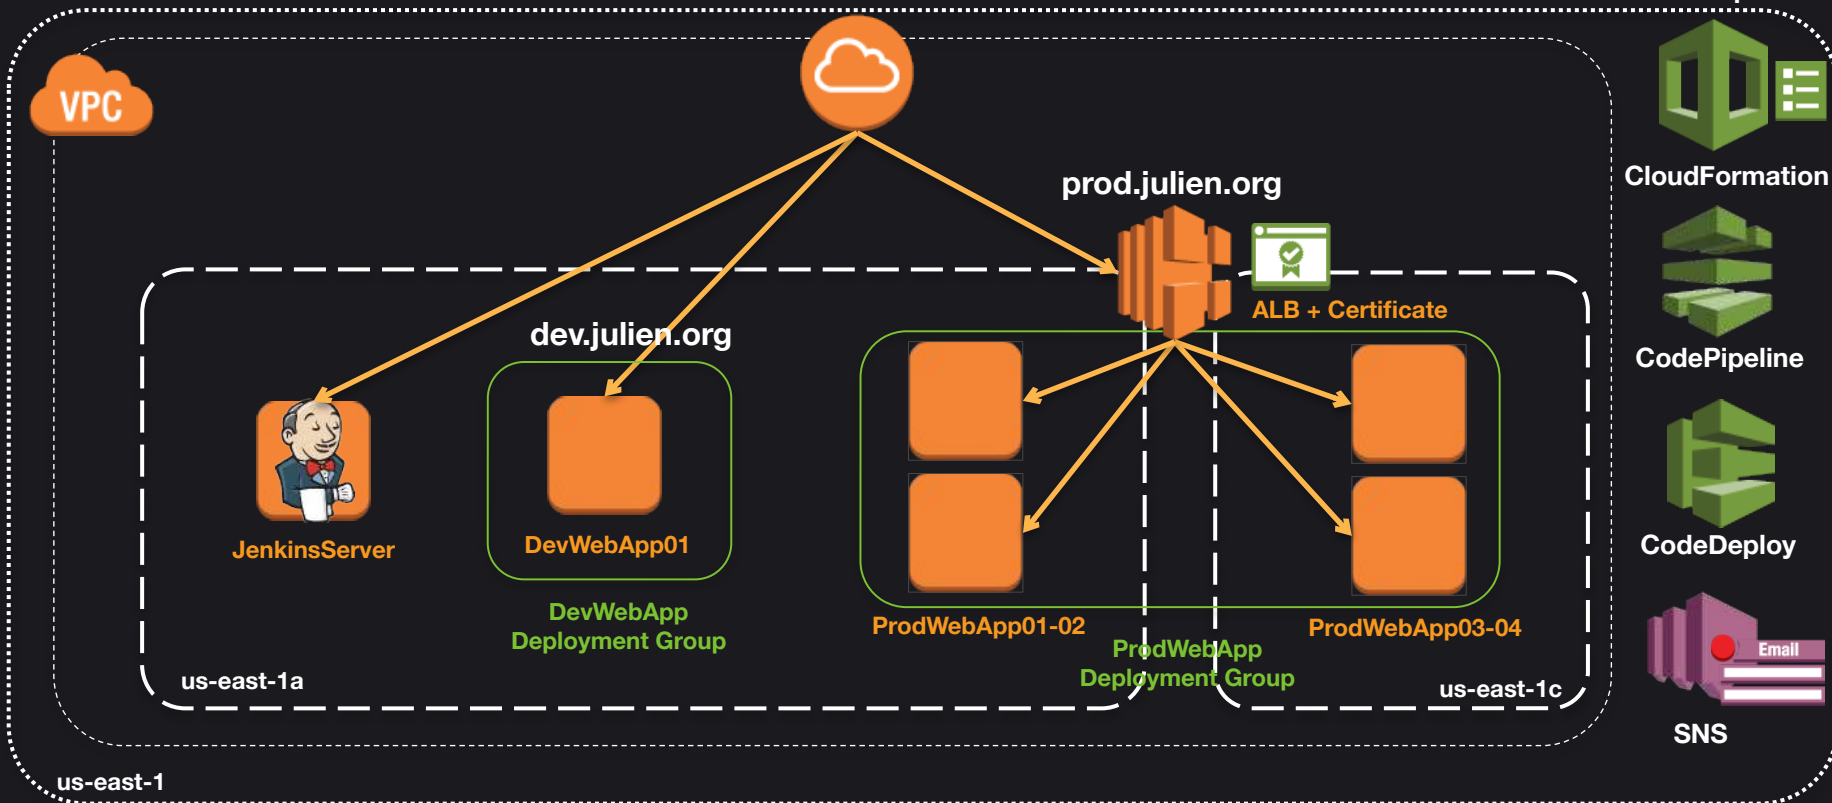 VPC
CloudFormation
prod.julien.org
ALB + Certificate
dev.julien.org
CodePipeline
JenkinsServer
DevWebApp01
CodeDeploy
DevWebApp
Deployment Group
ProdWebApp01-02
ProdWebApp03-04
ProdWebApp
Deployment Group
Email
us-east-1a
us-east-1c
SNS
us-east-1